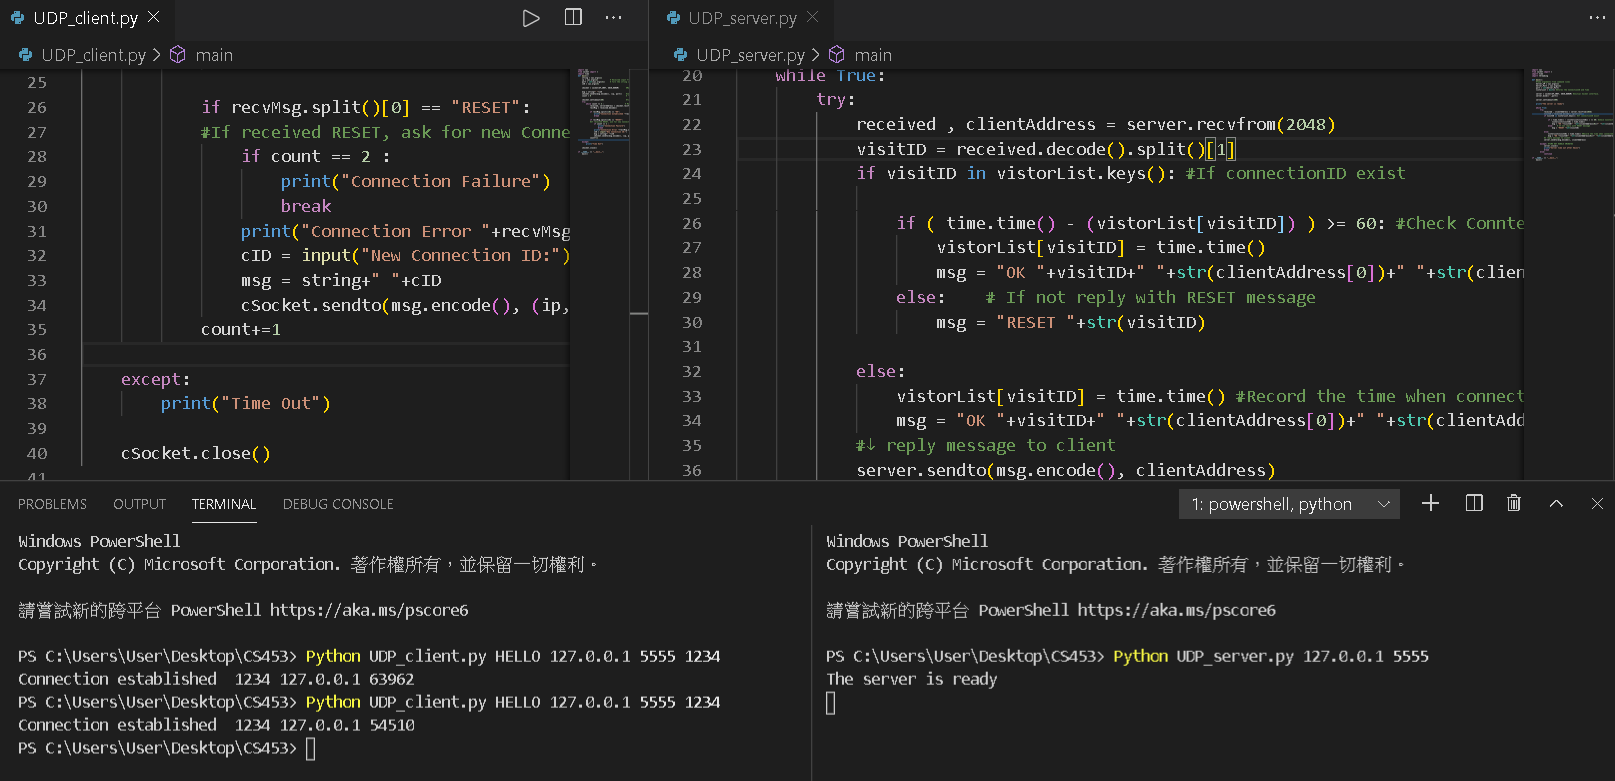 UDP_client.py
UDP_client.py > main
25
26 if recvMsg.split()[0] == "RESET":
27 #If received RESET, ask for new Conne
28 if count == 2 :
29 print("Connection Failure")
30 break
31 print("Connection Error "+recvMsg
32 cID = input("New Connection ID:")
33 msg = string+" "+cID
34 cSocket.sendto(msg.encode(), (ip,
35 count+=1
36
37 except:
38 print("Time Out")
39
40 cSocket.close()
41
UDP_server.py
UDP_server.py > main
20 while True:
21 try:
22 received , clientAddress = server.recvfrom(2048)
23 visitID = received.decode().split()[1]
24 if visitID in vistorList.keys(): #If connectionID exist
25
26 if ( time.time() - (vistorList[visitID]) ) >= 60: #Check Connte
27 vistorList[visitID] = time.time()
28 msg = "OK "+visitID+" "+str(clientAddress[0])+" "+str(clien
29 else: # If not reply with RESET message
30 msg = "RESET "+str(visitID)
31
32 else:
33 vistorList[visitID] = time.time() #Record the time when connect
34 msg = "OK "+visitID+" "+str(clientAddress[0])+" "+str(clientAdd
35 #↓ reply message to client
36 server.sendto(msg.encode(), clientAddress)
PROBLEMS OUTPUT TERMINAL DEBUG CONSOLE
1: powershell, python
Windows PowerShell
Copyright (C) Microsoft Corporation. 著作權所有，並保留一切權利。
請嘗試新的跨平台 PowerShell https://aka.ms/pscore6
PS C:\Users\User\Desktop\CS453> Python UDP_client.py HELLO 127.0.0.1 5555 1234
Connection established  1234 127.0.0.1 63962
PS C:\Users\User\Desktop\CS453> Python UDP_client.py HELLO 127.0.0.1 5555 1234
Connection established  1234 127.0.0.1 54510
PS C:\Users\User\Desktop\CS453>
Windows PowerShell
Copyright (C) Microsoft Corporation. 著作權所有，並保留一切權利。
請嘗試新的跨平台 PowerShell https://aka.ms/pscore6
PS C:\Users\User\Desktop\CS453> Python UDP_server.py 127.0.0.1 5555
The server is ready